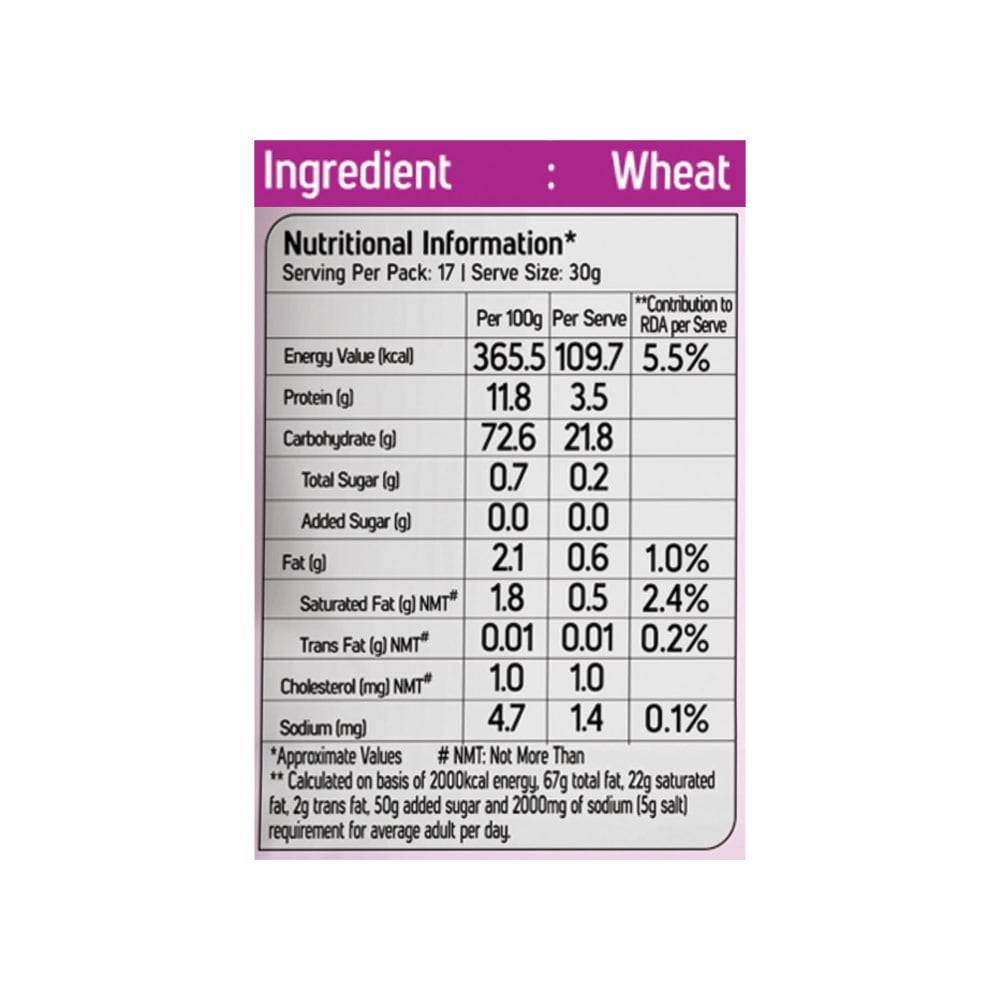 Ingredient : Wheat
Nutritional Information*
Serving Per Pack: 17 | Serve Size: 30g
Per 100g Per Serve **Contribution to RDA per Serve
Energy Value (kcal) 365.5 109.7 5.5%
Protein (g) 11.8 3.5
Carbohydrate (g) 72.6 21.8
Total Sugar (g) 0.7 0.2
Added Sugar (g) 0.0 0.0
Fat (g) 2.1 0.6 1.0%
Saturated Fat (g) NMT# 1.8 0.5 2.4%
Trans Fat (g) NMT# 0.01 0.01 0.2%
Cholesterol (mg) NMT# 1.0 1.0
Sodium (mg) 4.7 1.4 0.1%
*Approximate Values # NMT: Not More Than
** Calculated on basis of 2000kcal energy, 67g total fat, 22g saturated
fat, 2g trans fat, 50g added sugar and 2000mg of sodium (5g salt)
requirement for average adult per day.